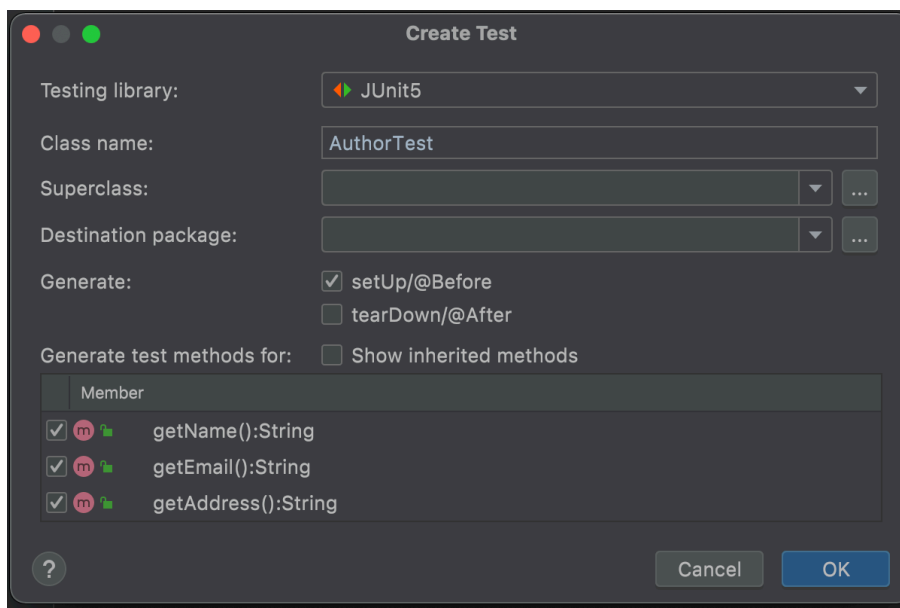 Create Test
Testing library: JUnit5
Class name: AuthorTest
Superclass: ...
Destination package: ...
Generate: setUp/@Before
tearDown/@After
Generate test methods for: Show inherited methods
Member
m getName():String
m getEmail():String
m getAddress():String
? Cancel OK